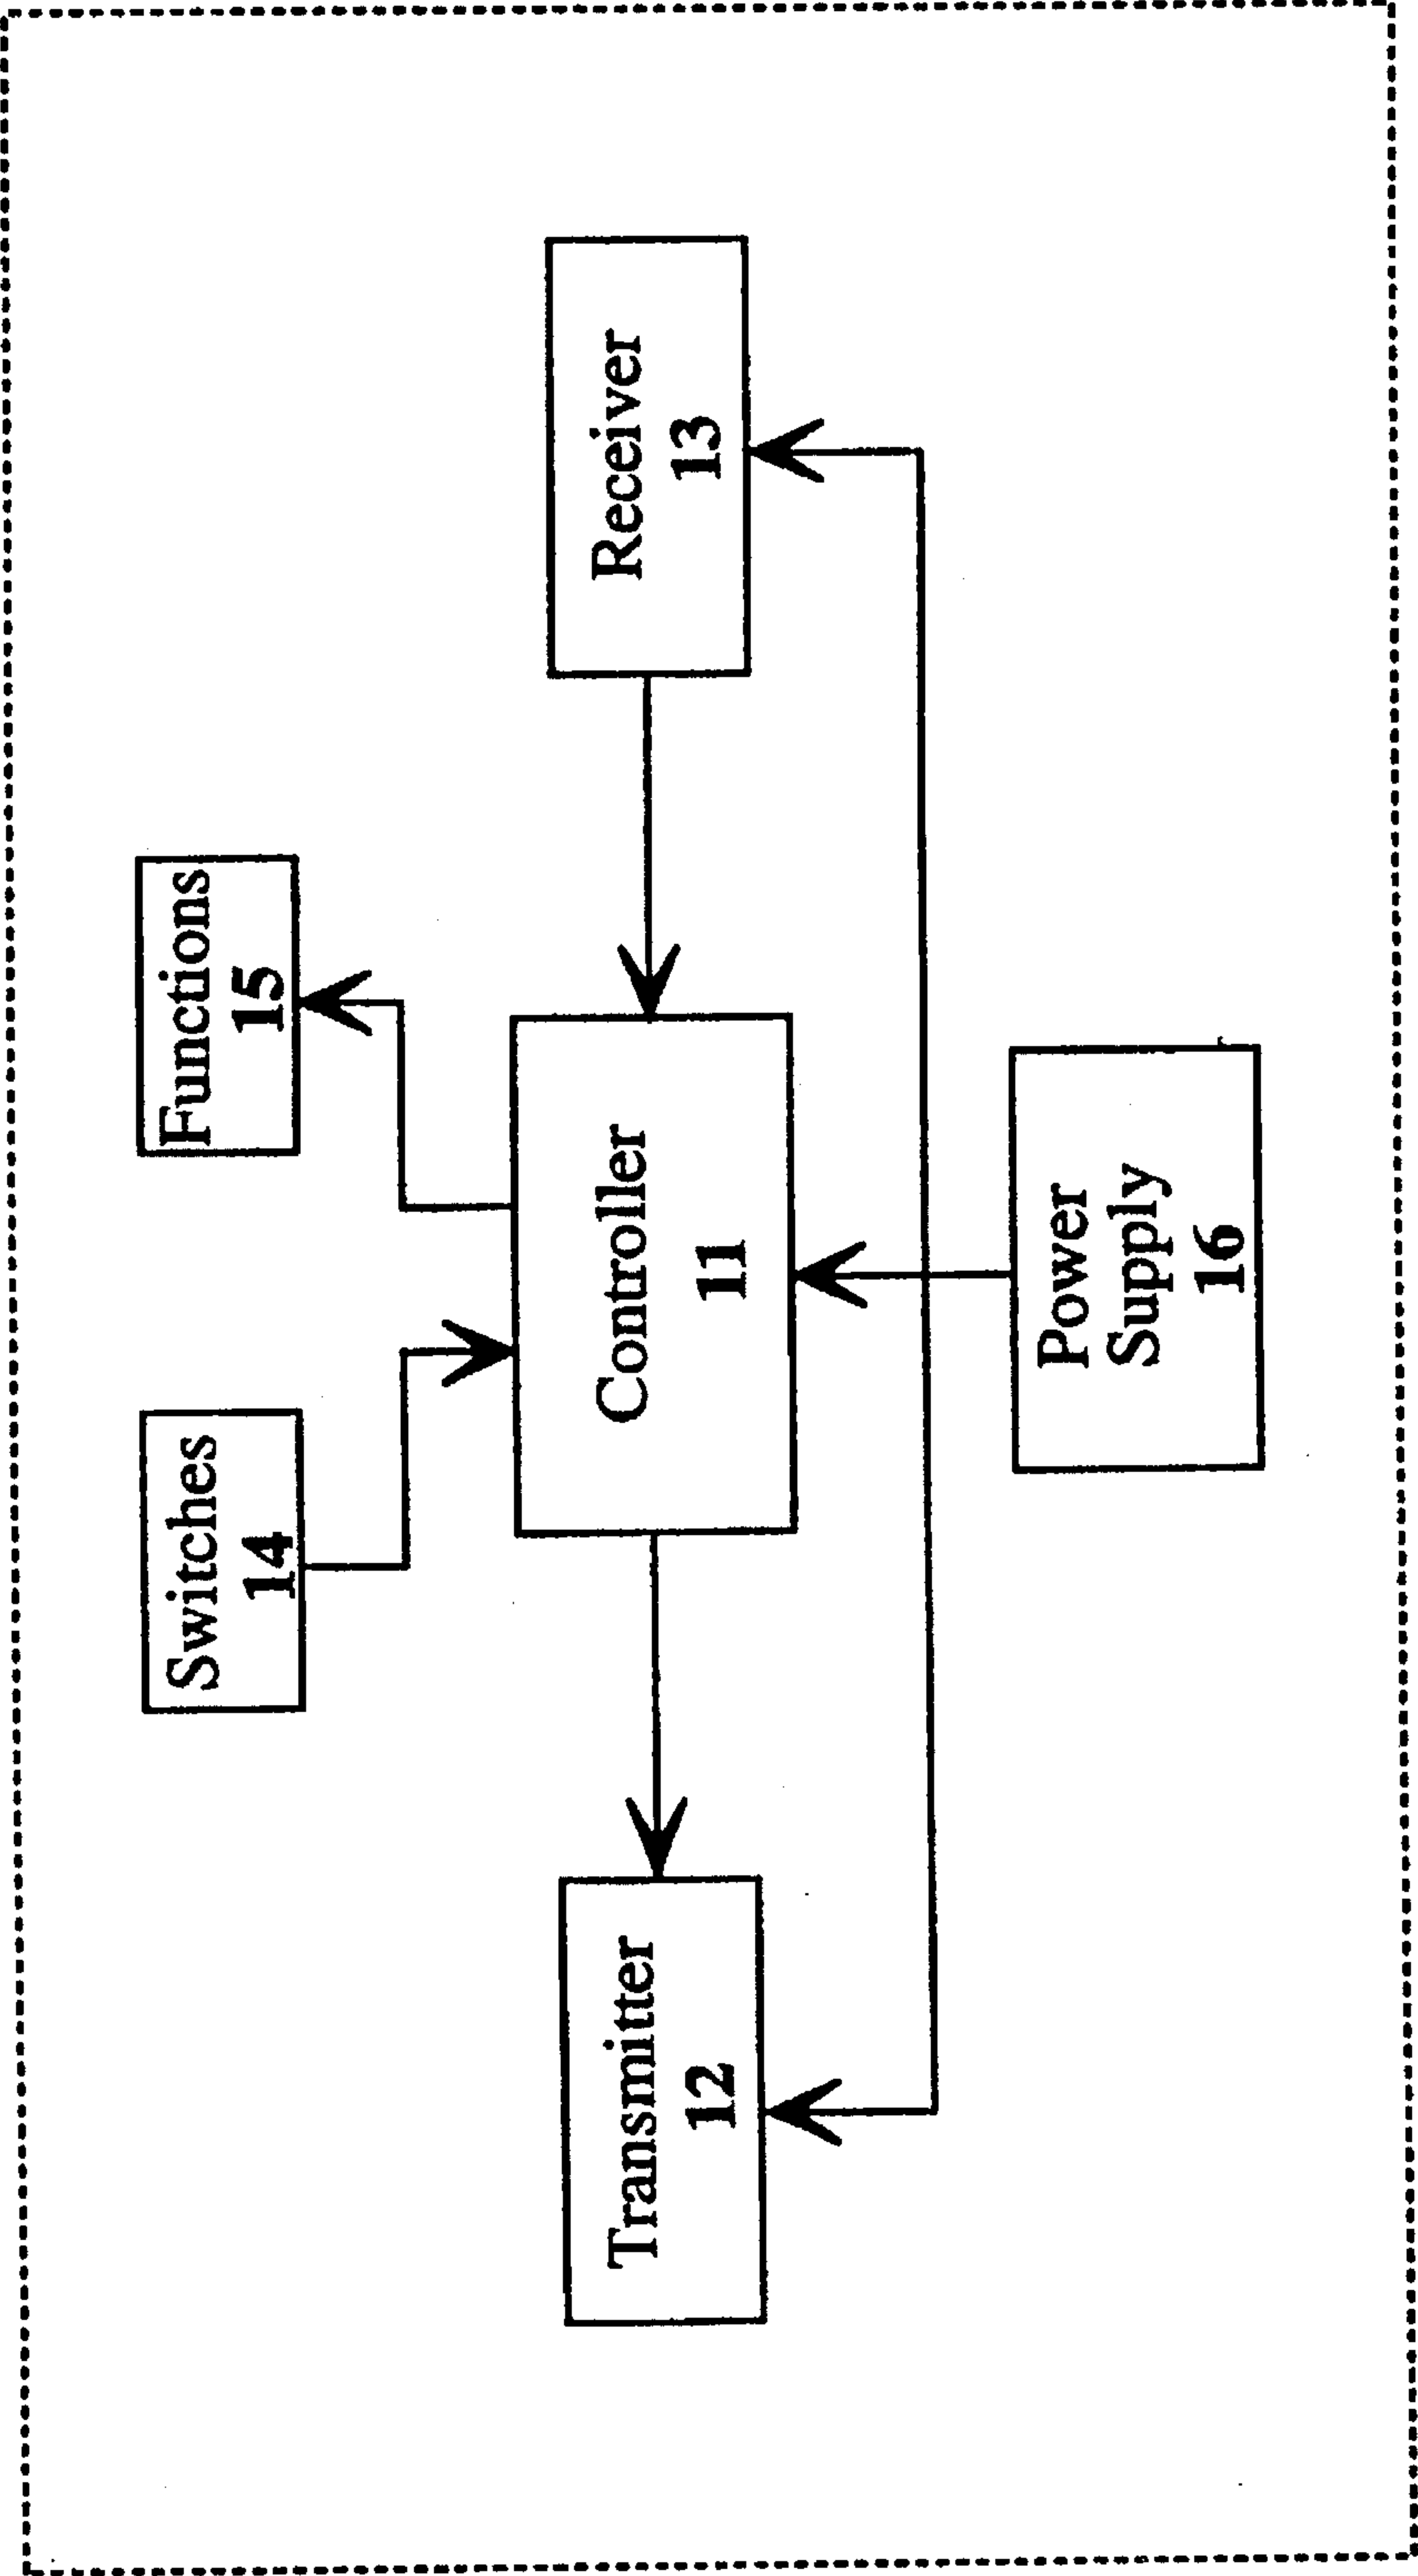 Switches
14
Functions
15
Transmitter
12
Controller
11
Receiver
13
Power
Supply
16